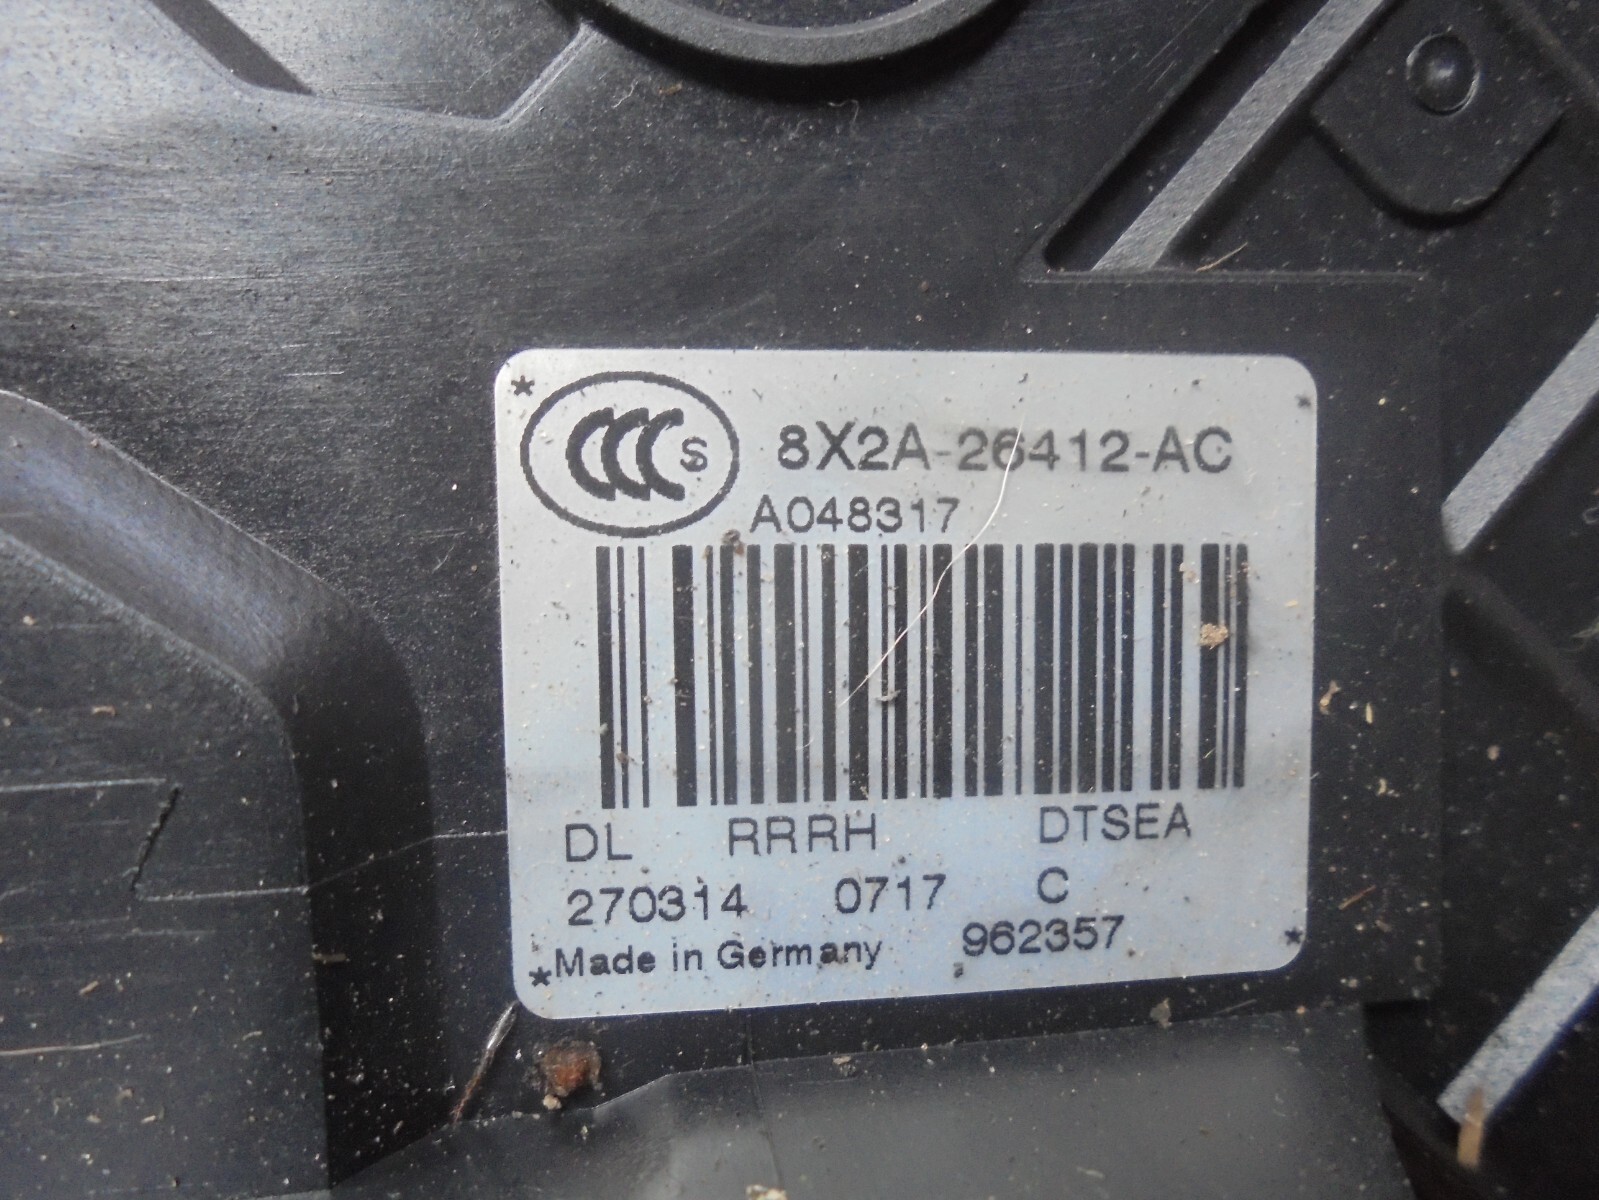 CCC S 8X2A-26412-AC
A048317
DL RRRH DTSEA
270314 0717 C
*Made in Germany 962357